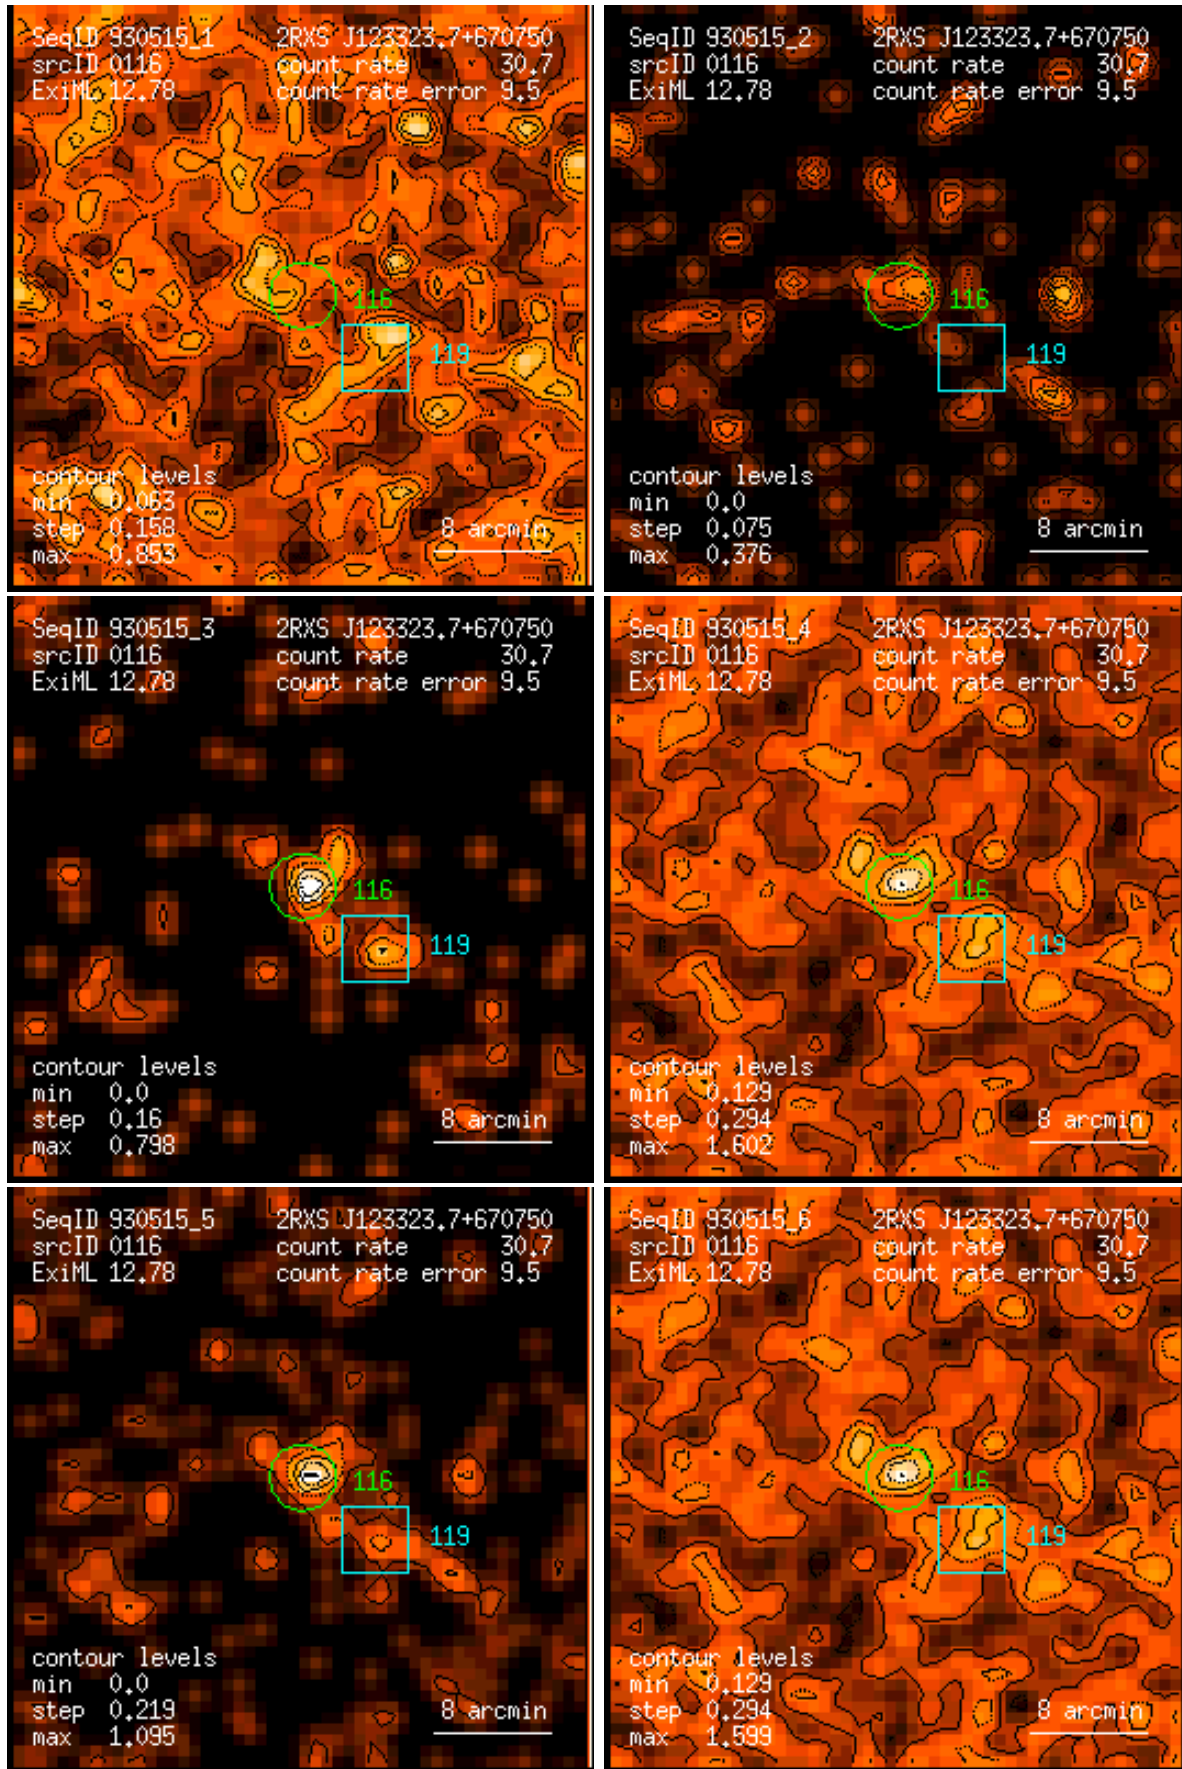 SeqID 930515_1 2RXS J123323.7+670750
srcID 0116 count rate 30.7
ExiML 12.78 count rate error 9.5
116
119
contour levels
min 0.063
step 0.158
max 0.853
8 arcmin
SeqID 930515_2 2RXS J123323.7+670750
srcID 0116 count rate 30.7
ExiML 12.78 count rate error 9.5
116
119
contour levels
min 0.0
step 0.075
max 0.376
8 arcmin
SeqID 930515_3 2RXS J123323.7+670750
srcID 0116 count rate 30.7
ExiML 12.78 count rate error 9.5
116
119
contour levels
min 0.0
step 0.16
max 0.798
8 arcmin
SeqID 930515_4 2RXS J123323.7+670750
srcID 0116 count rate 30.7
ExiML 12.78 count rate error 9.5
116
119
contour levels
min 0.129
step 0.294
max 1.602
8 arcmin
SeqID 930515_5 2RXS J123323.7+670750
srcID 0116 count rate 30.7
ExiML 12.78 count rate error 9.5
116
119
contour levels
min 0.0
step 0.219
max 1.095
8 arcmin
SeqID 930515_6 2RXS J123323.7+670750
srcID 0116 count rate 30.7
ExiML 12.78 count rate error 9.5
116
119
contour levels
min 0.129
step 0.294
max 1.599
8 arcmin